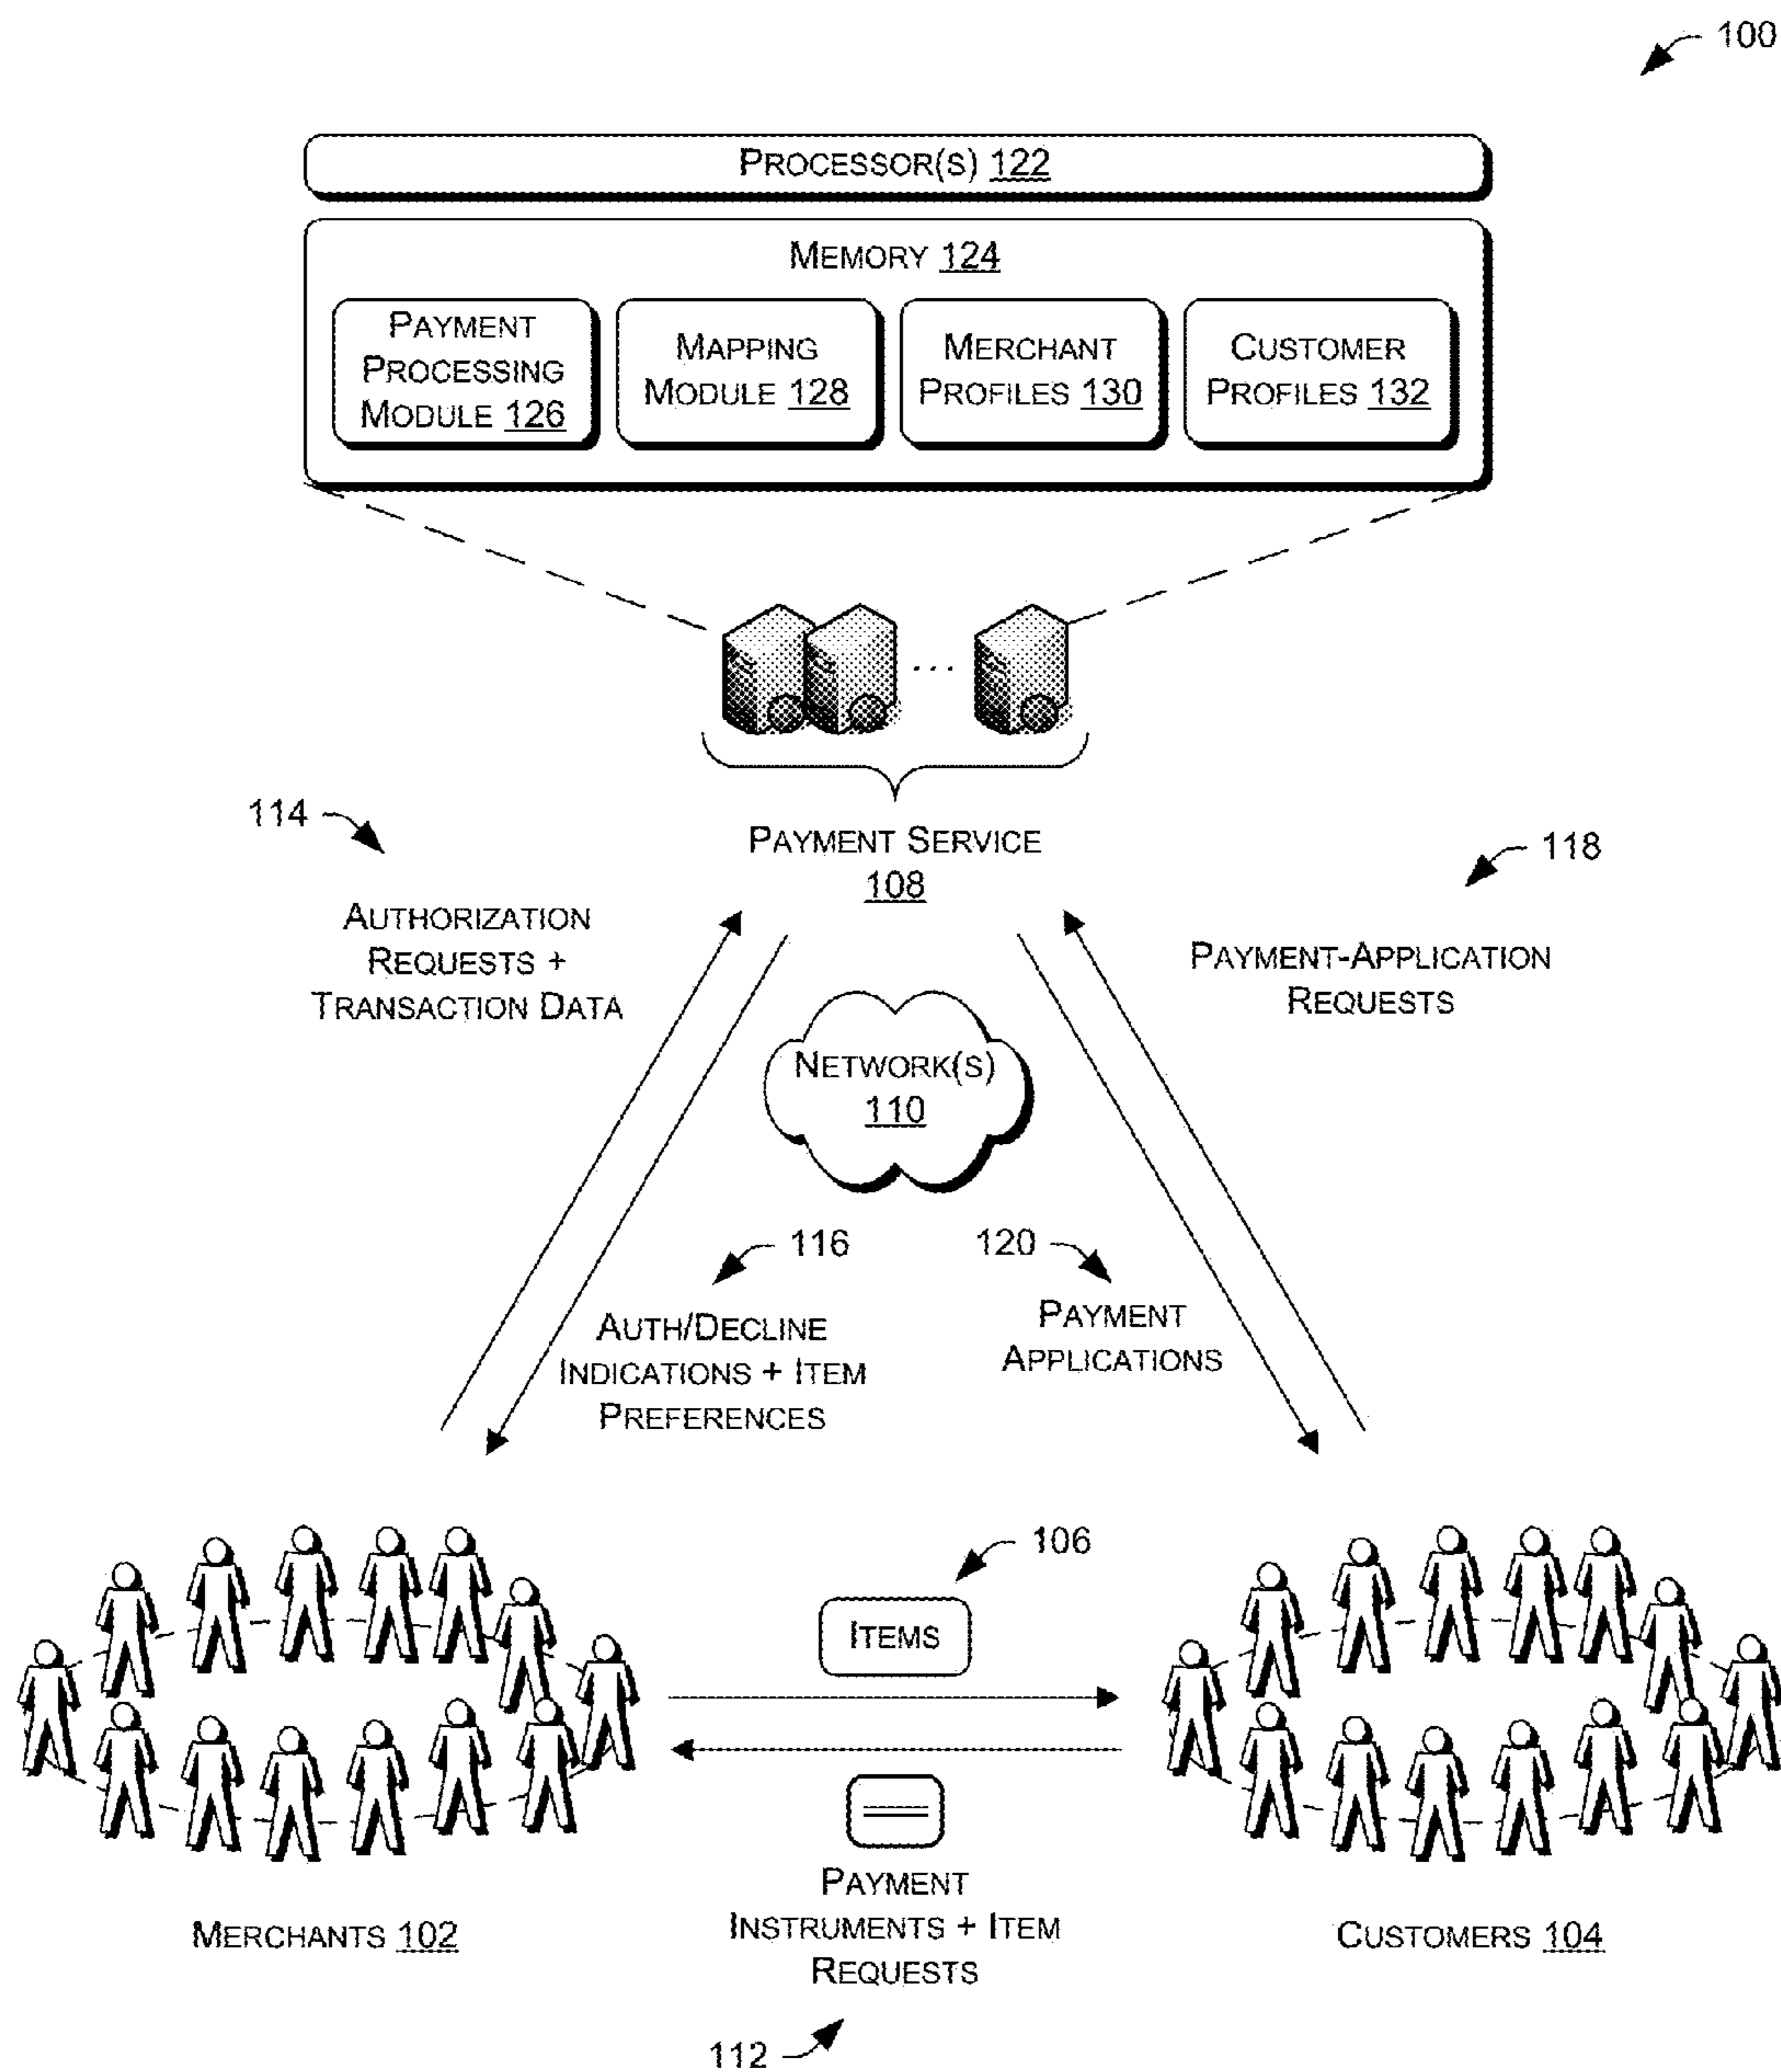 100
PROCESSOR(S) 122
MEMORY 124
PAYMENT
PROCESSING
MODULE 126
MAPPING
MODULE 128
MERCHANT
PROFILES 130
CUSTOMER
PROFILES 132
...
114
PAYMENT SERVICE
108
118
AUTHORIZATION
REQUESTS +
TRANSACTION DATA
PAYMENT-APPLICATION
REQUESTS
NETWORK(S)
110
116
120
AUTH/DECLINE
INDICATIONS + ITEM
PREFERENCES
PAYMENT
APPLICATIONS
106
ITEMS
PAYMENT
INSTRUMENTS + ITEM
REQUESTS
MERCHANTS 102
CUSTOMERS 104
112